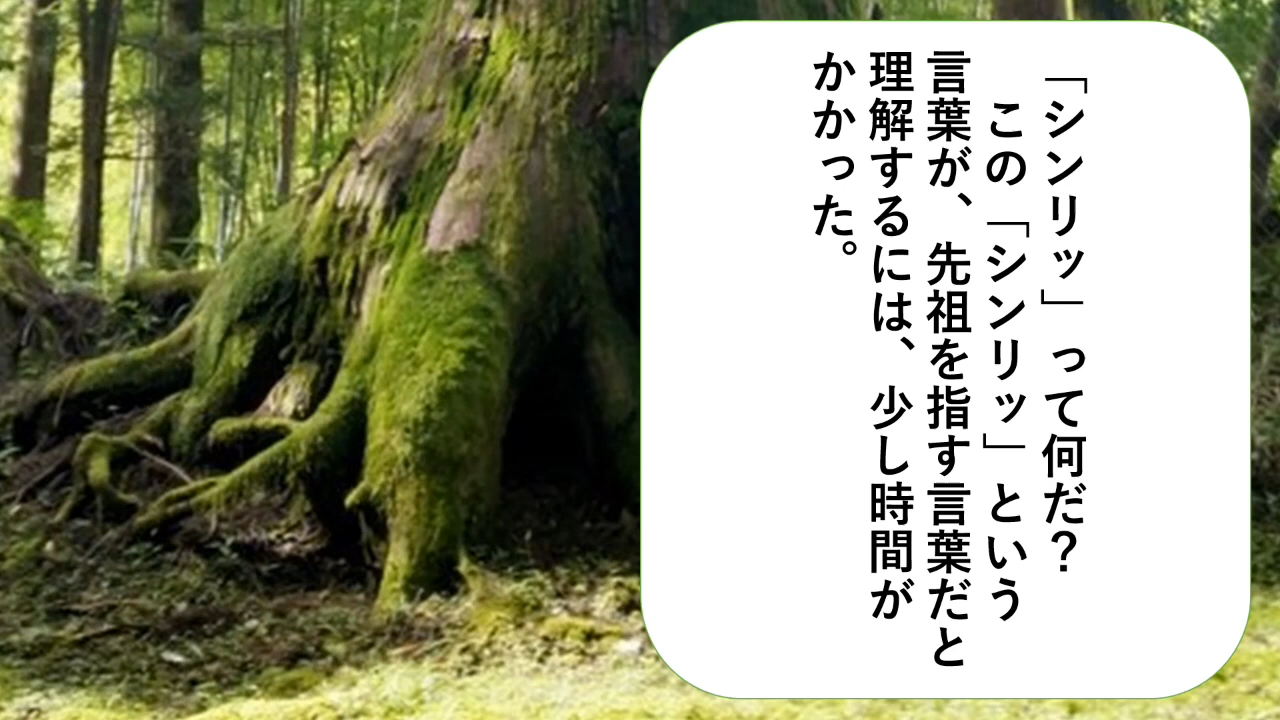 「シンリッ」って何だ？
　この「シンリッ」という
言葉が、先祖を指す言葉だと
理解するには、少し時間が
かかった。